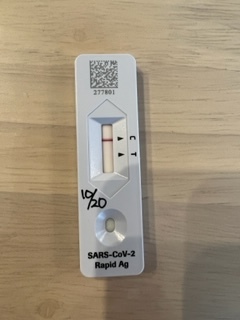 277801
C
T
10/20
SARS-CoV-2
Rapid Ag